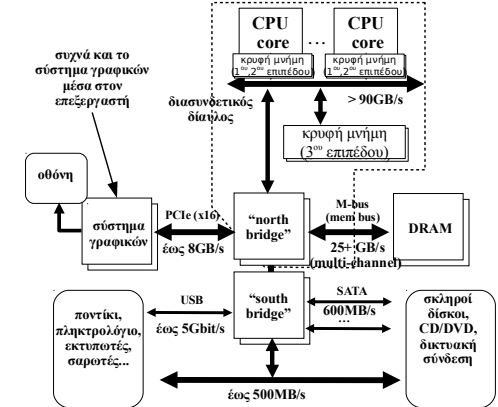 CPU
core
...
CPU
core
κρυφή μνήμη
1ου,2ου επιπέδου)
κρυφή μνήμη
(1ου,2ου επιπέδου)
συχνά και το
σύστημα γραφικών
μέσα στον
επεξεργαστή
διασυνδετικός
δίαυλος
> 90GB/s
κρυφή μνήμη
(3ου επιπέδου)
οθόνη
σύστημα
γραφικών
PCIe (x16)
έως 8GB/s
“north
bridge”
M-bus
(mem bus)
25+ GB/s
(multi-channel)
DRAM
ποντίκι,
πληκτρολόγιο,
εκτυπωτές,
σαρωτές...
USB
έως 5Gbit/s
“south
bridge”
SATA
600MB/s
...
σκληροί
δίσκοι,
CD/DVD,
δικτυακή
σύνδεση
έως 500MB/s